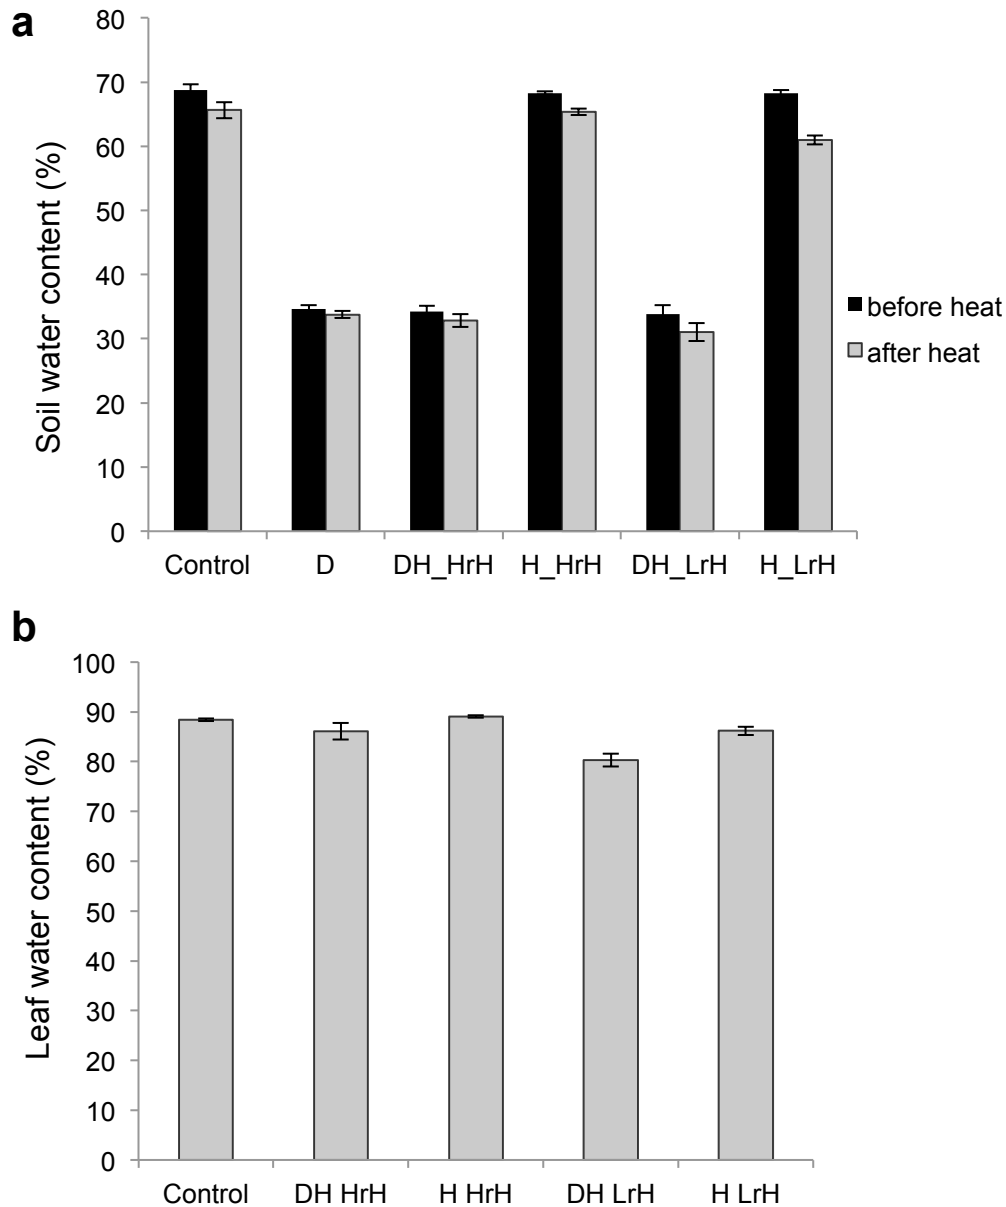 a
Soil water content (%)
80
70
60
50
40
30
20
10
0
Control D DH_HrH H_HrH DH_LrH H_LrH
before heat
after heat
b
Leaf water content (%)
100
90
80
70
60
50
40
30
20
10
0
Control DH HrH H HrH DH LrH H LrH